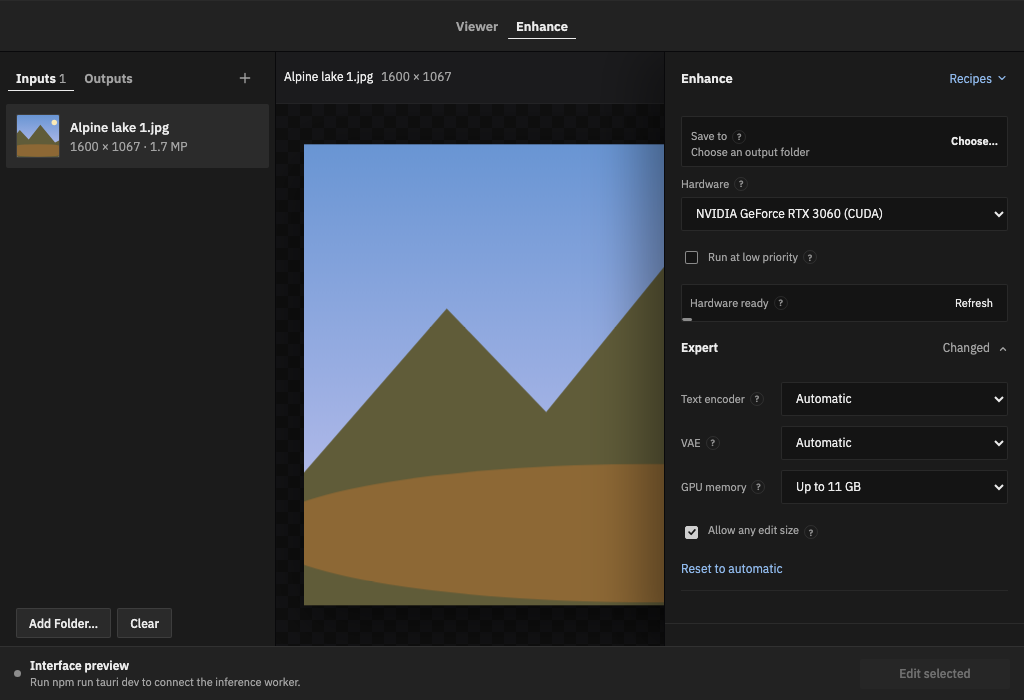 Viewer Enhance
Inputs 1 Outputs +
Alpine lake 1.jpg
1600 × 1067 · 1.7 MP
Add Folder... Clear
Alpine lake 1.jpg 1600 × 1067
Enhance Recipes
Save to ?
Choose an output folder
Choose...
Hardware ?
NVIDIA GeForce RTX 3060 (CUDA)
Run at low priority ?
Hardware ready ? Refresh
Expert Changed
Text encoder ? Automatic
VAE ? Automatic
GPU memory ? Up to 11 GB
Allow any edit size ?
Reset to automatic
Interface preview
Run npm run tauri dev to connect the inference worker.
Edit selected